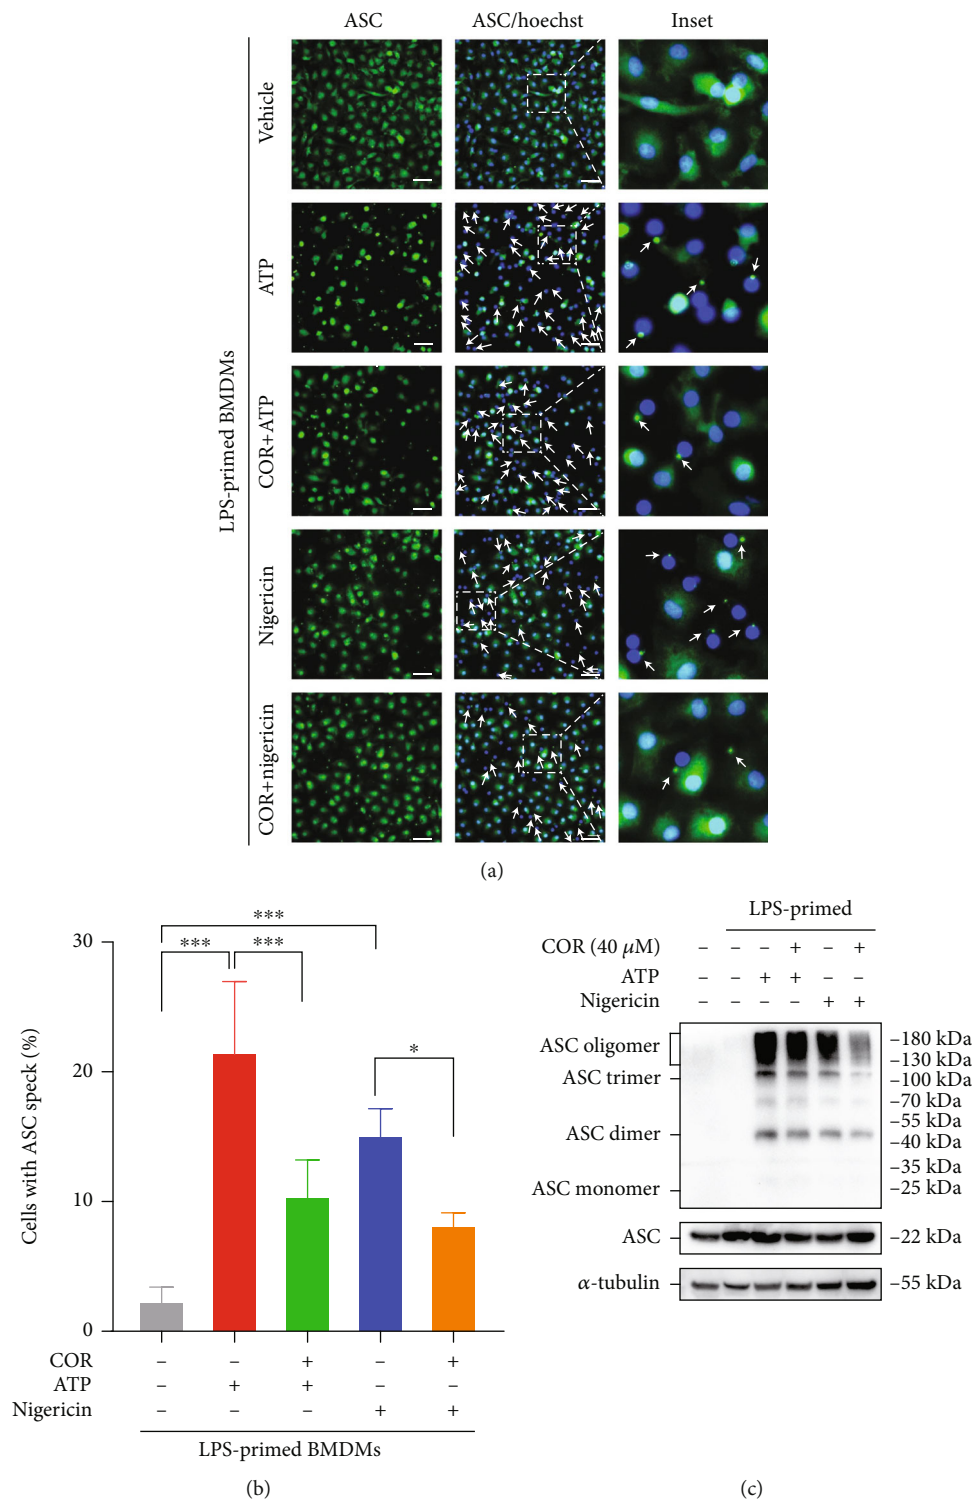 ASC ASC/hoechst Inset
LPS-primed BMDMs
Vehicle
ATP
COR+ATP
Nigericin
COR+nigericin
(a)
Cells with ASC speck (%)
30
20
10
0
*** *** ***
*
COR – – + – +
ATP – + + – –
Nigericin – – – + +
LPS-primed BMDMs
(b)
LPS-primed
COR (40 μM) – – – + – +
ATP – – + + – –
Nigericin – – – – + +
ASC oligomer
ASC trimer
ASC dimer
ASC monomer
–180 kDa
–130 kDa
–100 kDa
–70 kDa
–55 kDa
–40 kDa
–35 kDa
–25 kDa
ASC –22 kDa
α-tubulin –55 kDa
(c)